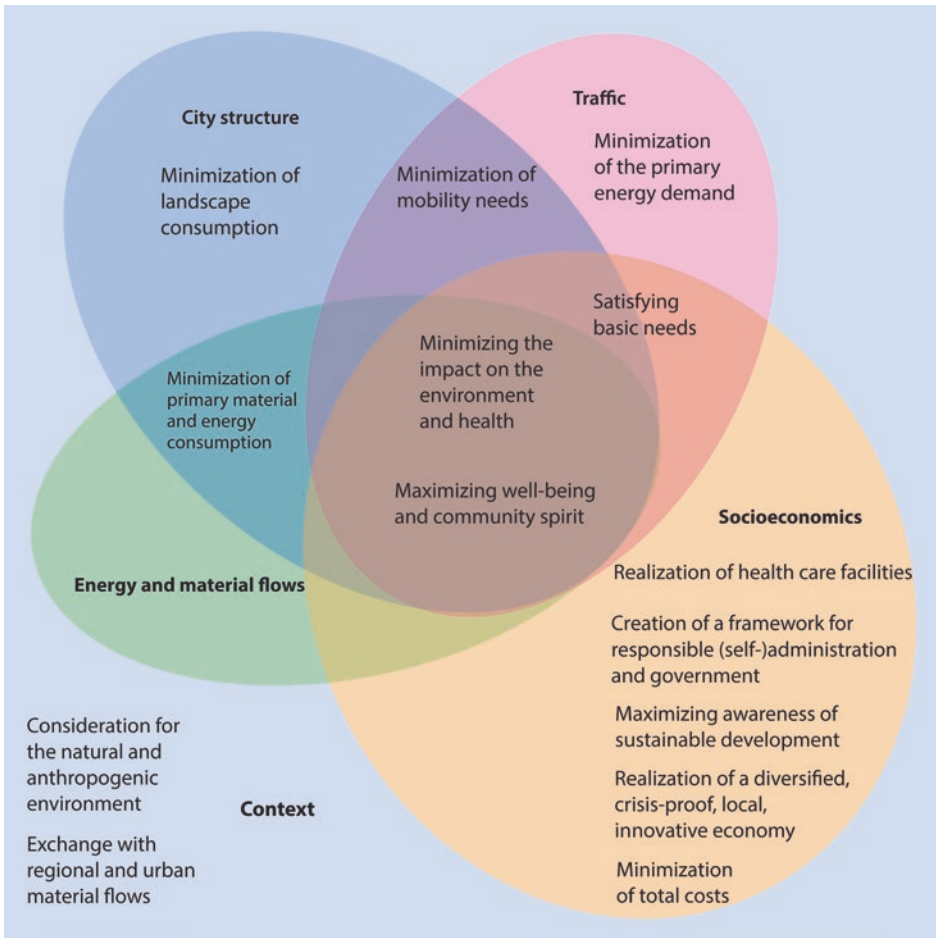 City structure
Minimization of
landscape
consumption
Traffic
Minimization
of the primary
energy demand
Minimization of
mobility needs
Satisfying
basic needs
Minimizing the
impact on the
environment
and health
Minimization of
primary material
and energy
consumption
Maximizing well-being
and community spirit
Socioeconomics
Realization of health care facilities
Creation of a framework for
responsible (self-)administration
and government
Maximizing awareness of
sustainable development
Realization of a diversified,
crisis-proof, local,
innovative economy
Minimization
of total costs
Energy and material flows
Consideration for
the natural and
anthropogenic
environment
Context
Exchange with
regional and urban
material flows